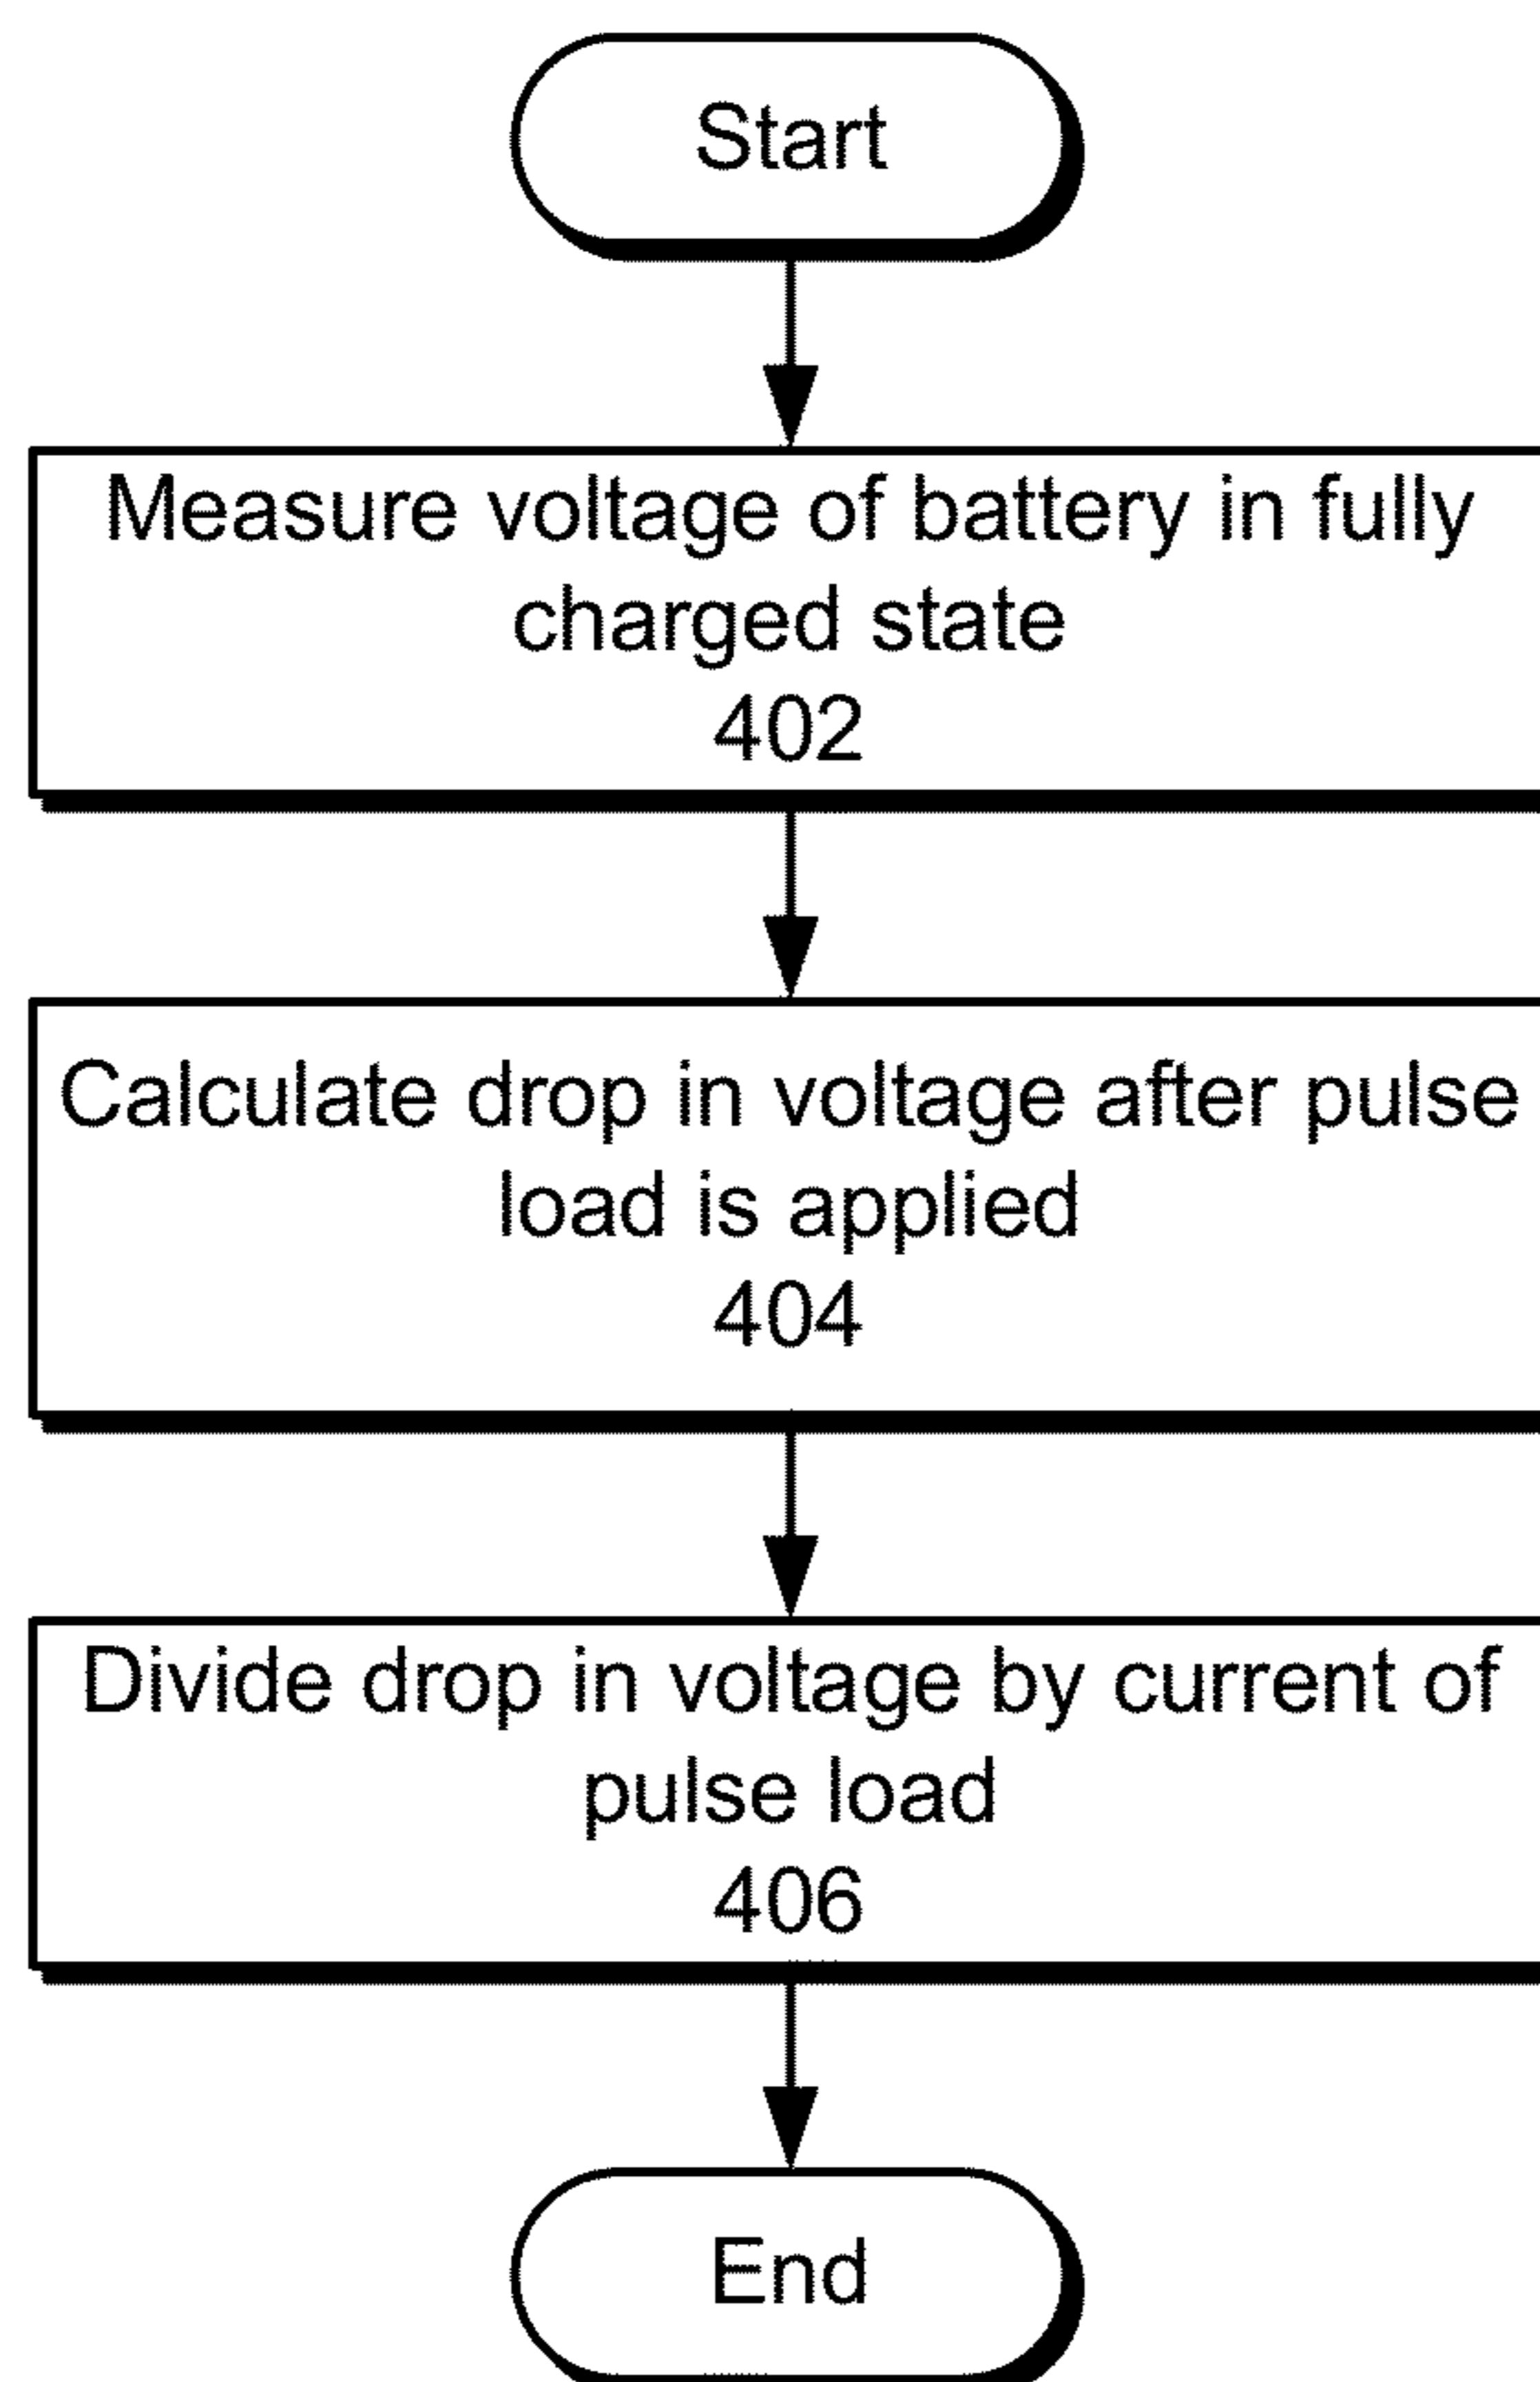 Start
Measure voltage of battery in fully
charged state
402
Calculate drop in voltage after pulse
load is applied
404
Divide drop in voltage by current of
pulse load
406
End